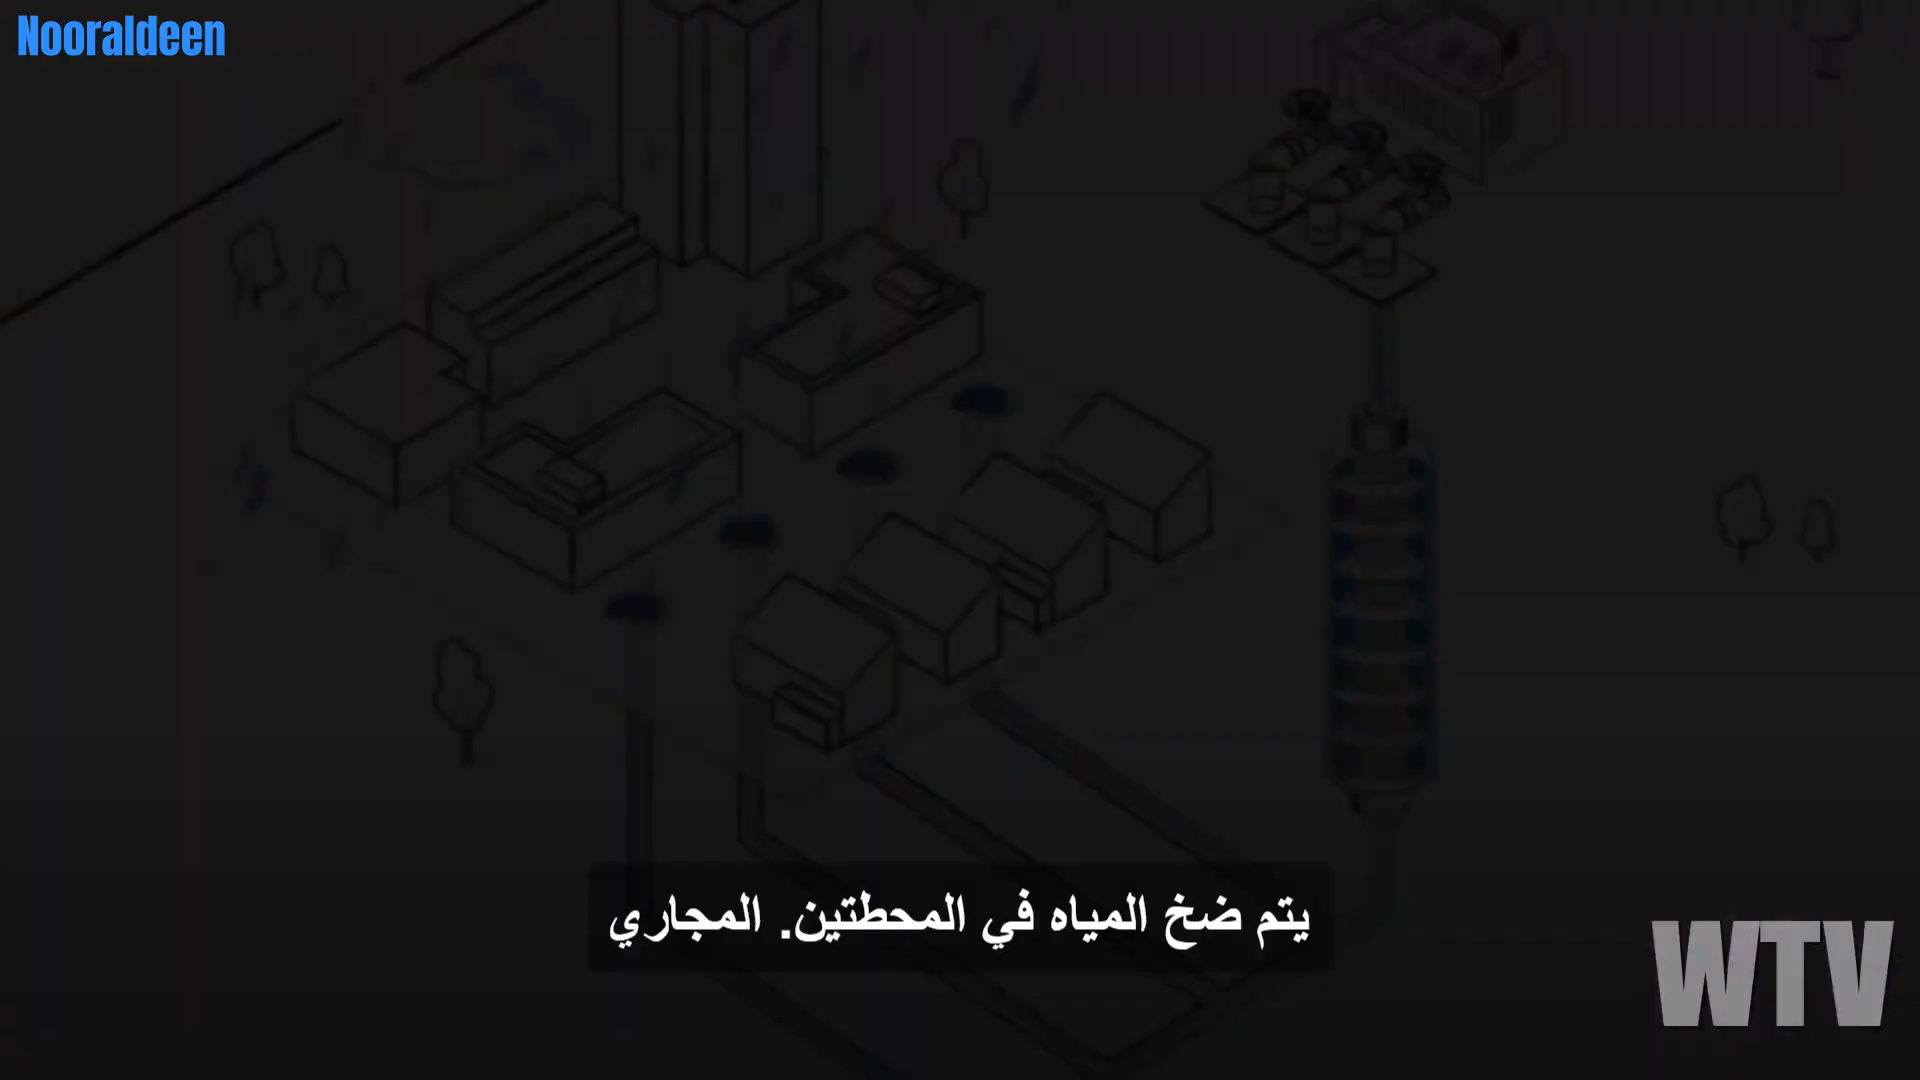 Nooraldeen
يتم ضخ المياه في المحطتين. المجاري
WTV